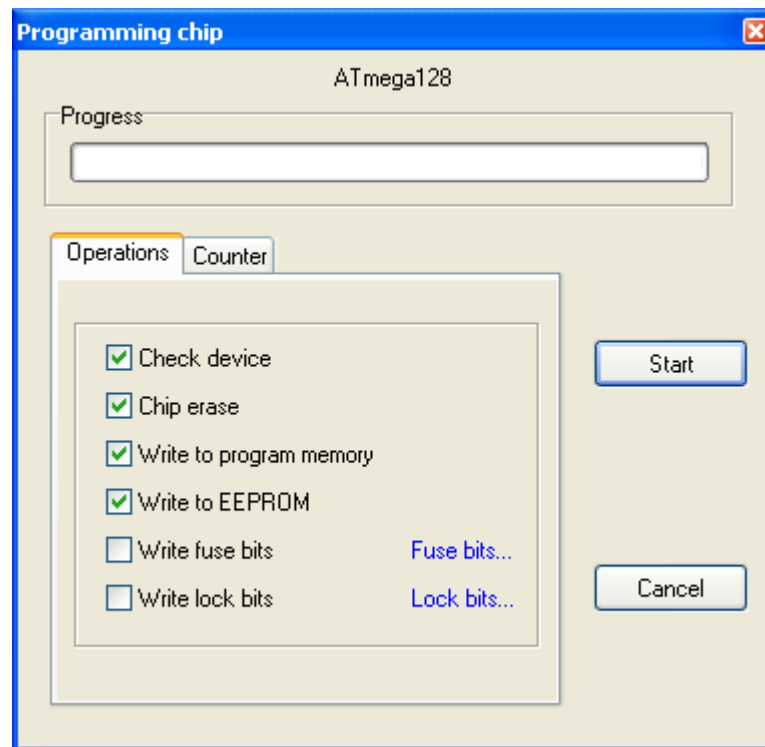 Programming chip
ATmega128
Progress
Operations
Counter
Check device
Chip erase
Write to program memory
Write to EEPROM
Write fuse bits
Fuse bits...
Write lock bits
Lock bits...
Start
Cancel